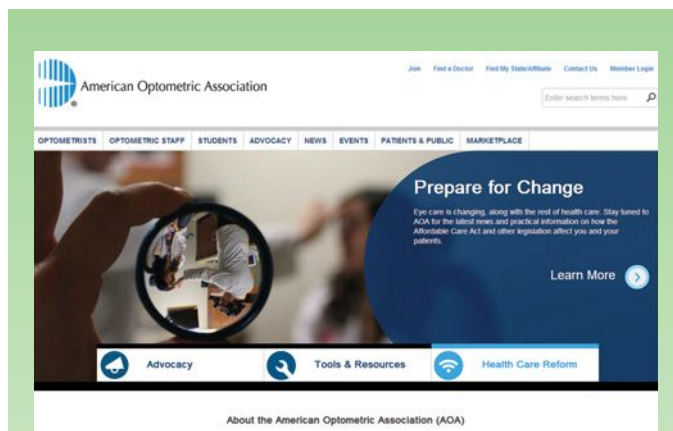 Join Find a Doctor Find My State/Affiliate Contact Us Member Login
American Optometric Association
Enter search terms here
OPTOMETRISTS OPTOMETRIC STAFF STUDENTS ADVOCACY NEWS EVENTS PATIENTS & PUBLIC MARKETPLACE
Prepare for Change
Eye care is changing, along with the rest of health care. Stay tuned to
AOA for the latest news and practical information on how the
Affordable Care Act and other legislation affect you and your
patients.
Learn More
Advocacy Tools & Resources Health Care Reform
About the American Optometric Association (AOA)